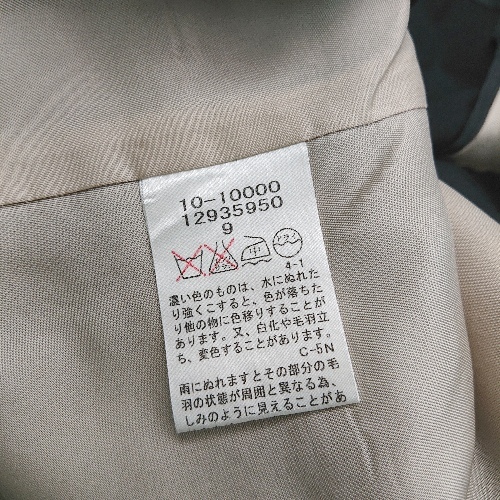 10-10000
12935950
9
中
ドライ
4-1
濃い色のものは、水にぬれた
り強くこすると、色が落ちた
り他の物に色移りすることが
あります。又、白化や毛羽立
ち、変色することがあります。
C-5N
雨にぬれますとその部分の毛
羽の状態が周囲と異なる為、
しみのように見えることがあ